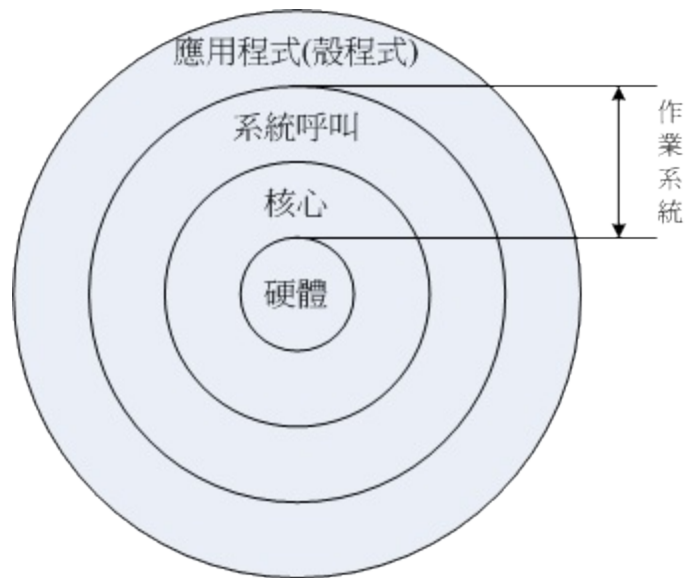 應用程式(殼程式)
系統呼叫
核心
硬體
作業系統